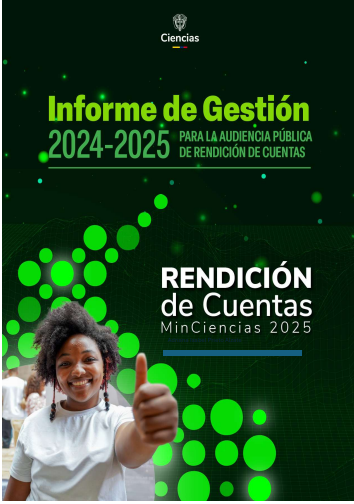 Ciencias
Informe de Gestión
2024-2025
PARA LA AUDIENCIA PÚBLICA
DE RENDICIÓN DE CUENTAS
RENDICIÓN
de Cuentas
MinCiencias 2025